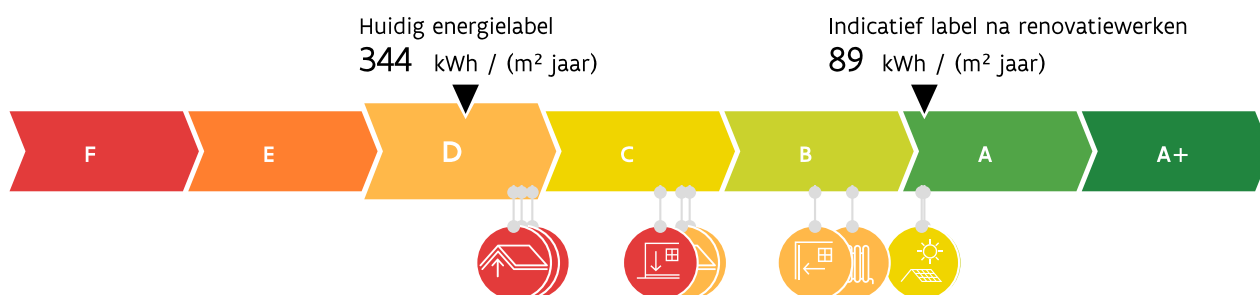 Huidig energielabel
344 kWh / (m² jaar)
Indicatief label na renovatiewerken
89 kWh / (m² jaar)
F E D C B A A+